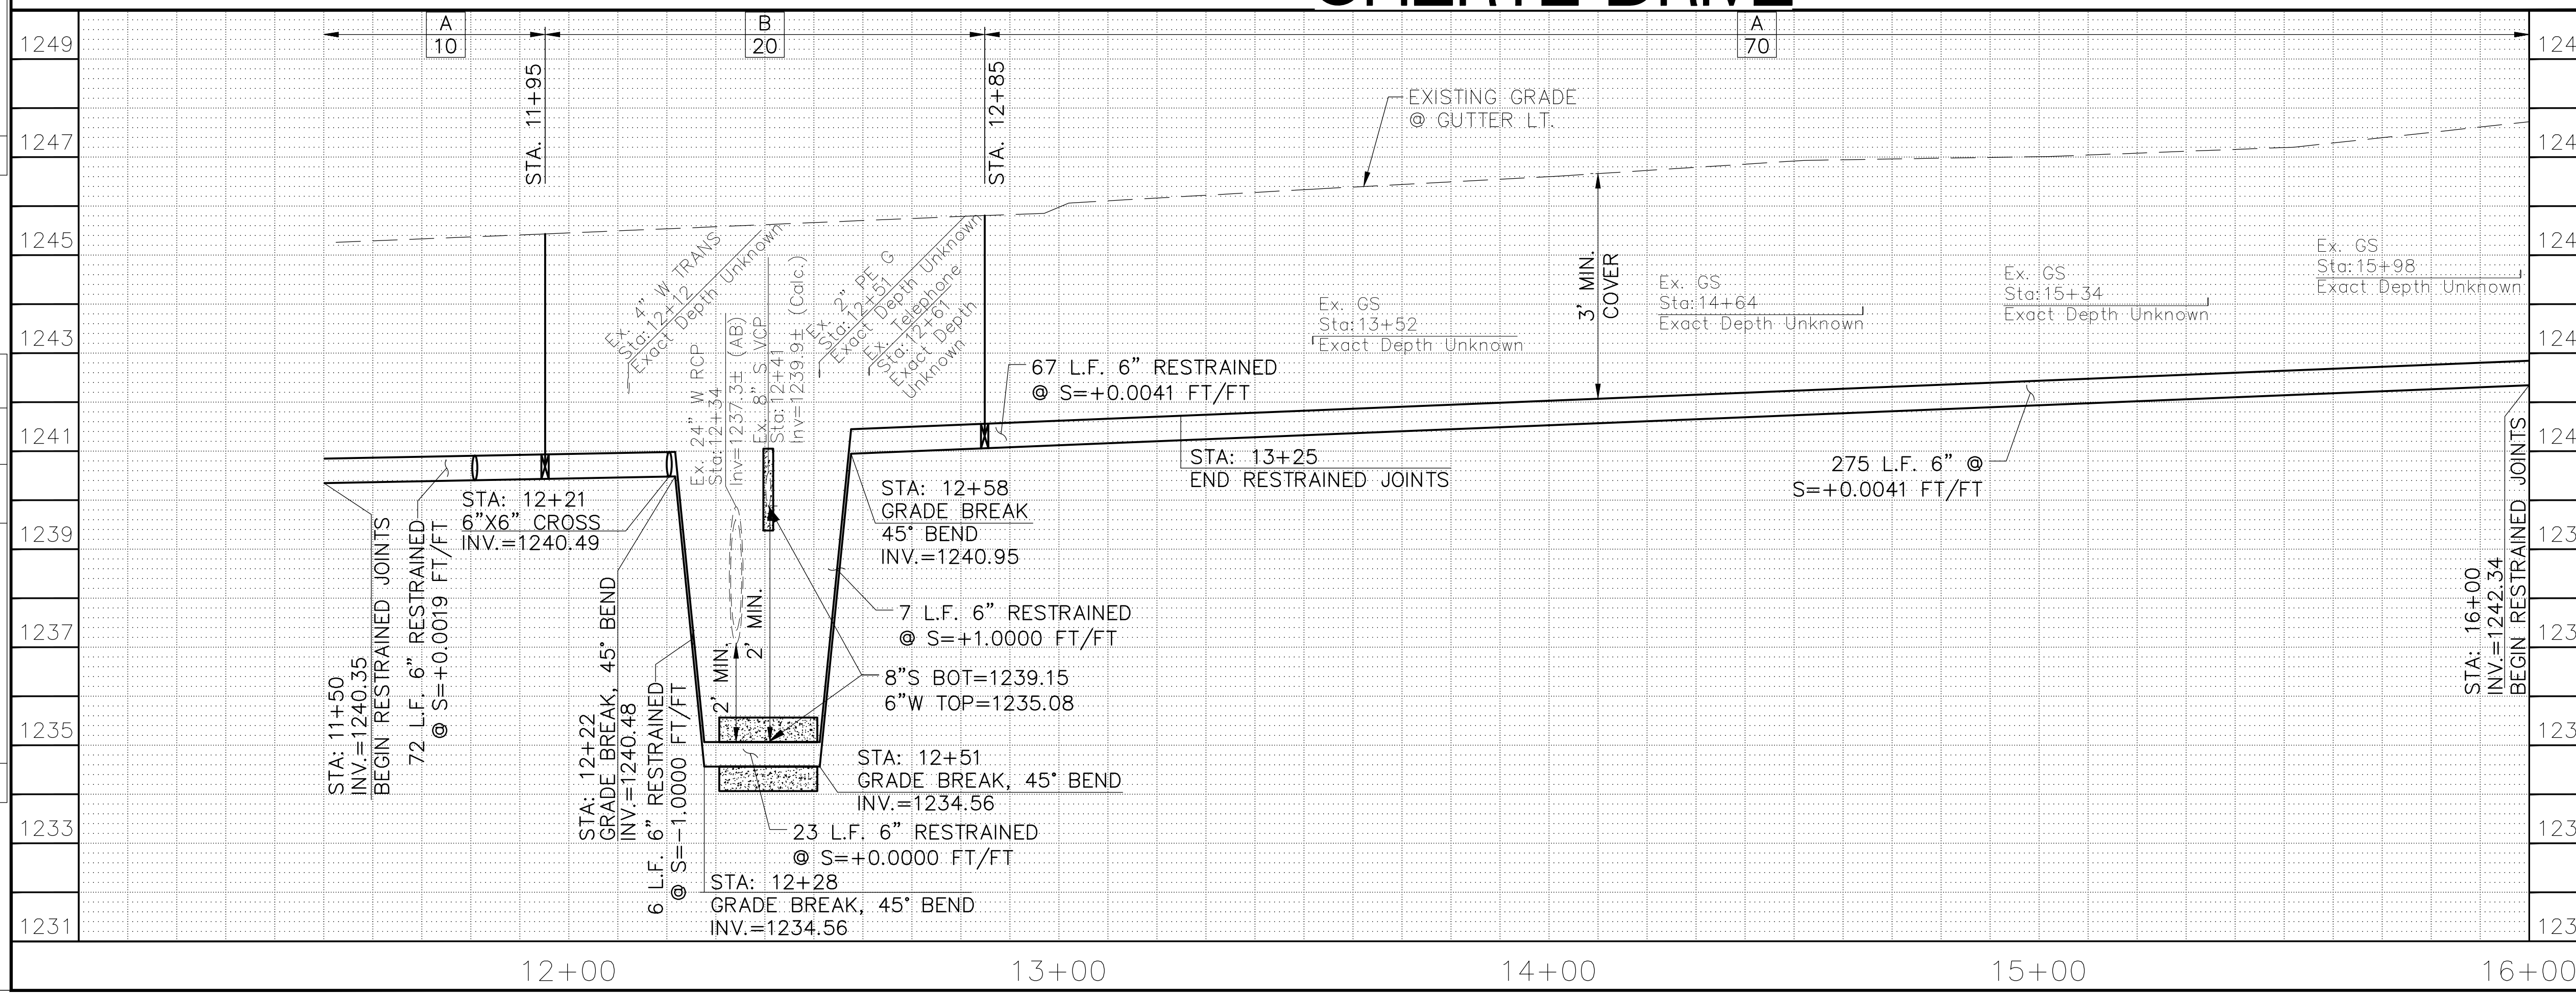 1249
1247
1245
1243
1241
1239
1237
1235
1233
1231
A
10
B
20
A
70
STA. 11+95
STA. 12+85
EXISTING GRADE
@ GUTTER LT.
Ex. 4" W TRANS
Sta:12+12
Exact Depth Unknown
Ex. 24" W RCP
Sta:12+34
Inv=1237.3± (AB)
Ex. 8" S VCP
Sta:12+41
Inv=1239.9± (Calc.)
Ex. 2" PE G
Sta:12+51
Exact Depth Unknown
Ex. Telephone
Sta:12+61
Exact Depth
Unknown
3' MIN.
COVER
Ex. GS
Sta:13+52
Exact Depth Unknown
Ex. GS
Sta:14+64
Exact Depth Unknown
Ex. GS
Sta:15+34
Exact Depth Unknown
Ex. GS
Sta:15+98
Exact Depth Unknown
67 L.F. 6" RESTRAINED
@ S=+0.0041 FT/FT
STA: 13+25
END RESTRAINED JOINTS
275 L.F. 6" @
S=+0.0041 FT/FT
STA: 16+00
INV.=1242.34
BEGIN RESTRAINED JOINTS
STA: 11+50
INV.=1240.35
BEGIN RESTRAINED JOINTS
72 L.F. 6" RESTRAINED
@ S=+0.0019 FT/FT
STA: 12+21
6"X6" CROSS
INV.=1240.49
STA: 12+22
GRADE BREAK, 45° BEND
INV.=1240.48
6 L.F. 6" RESTRAINED
@ S=-1.0000 FT/FT
2' MIN.
2' MIN.
STA: 12+58
GRADE BREAK
45° BEND
INV.=1240.95
7 L.F. 6" RESTRAINED
@ S=+1.0000 FT/FT
8"S BOT=1239.15
6"W TOP=1235.08
STA: 12+51
GRADE BREAK, 45° BEND
INV.=1234.56
23 L.F. 6" RESTRAINED
@ S=+0.0000 FT/FT
STA: 12+28
GRADE BREAK, 45° BEND
INV.=1234.56
12+00
13+00
14+00
15+00
16+00